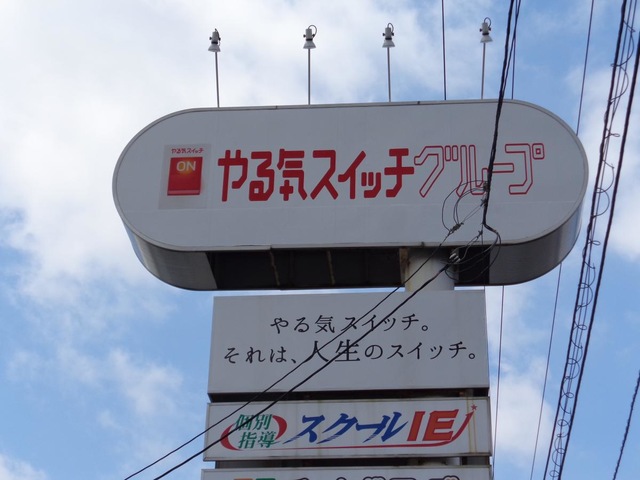 やる気スイッチ
ON
やる気スイッチグループ
やる気スイッチ。
それは、人生のスイッチ。
個別
指導
スクールIE